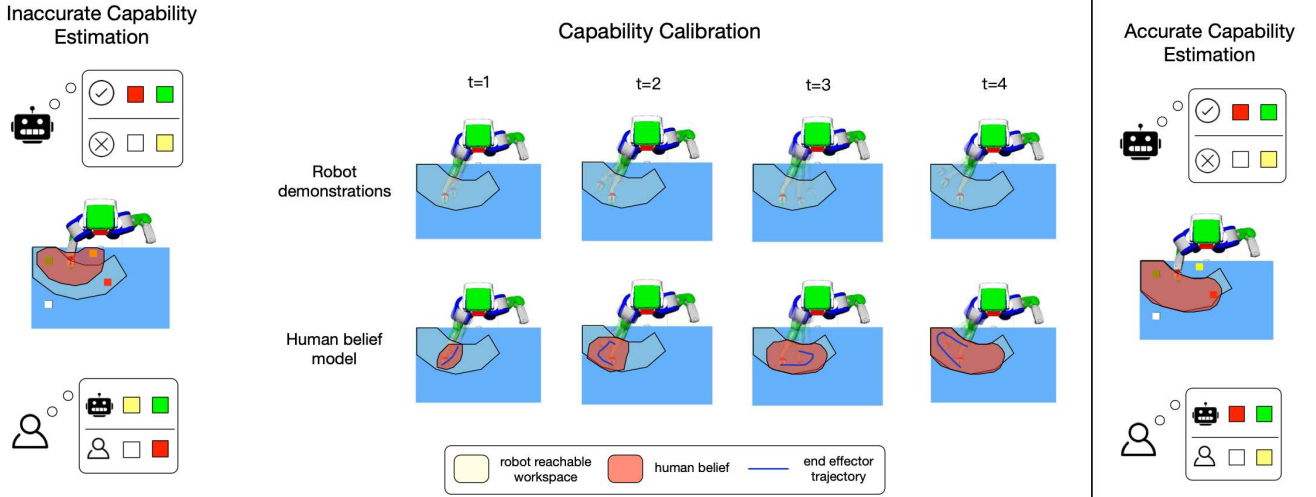 Inaccurate Capability
Estimation
Capability Calibration
Accurate Capability
Estimation
t=1
t=2
t=3
t=4
Robot
demonstrations
Human belief
model
robot reachable
workspace
human belief
end effector
trajectory